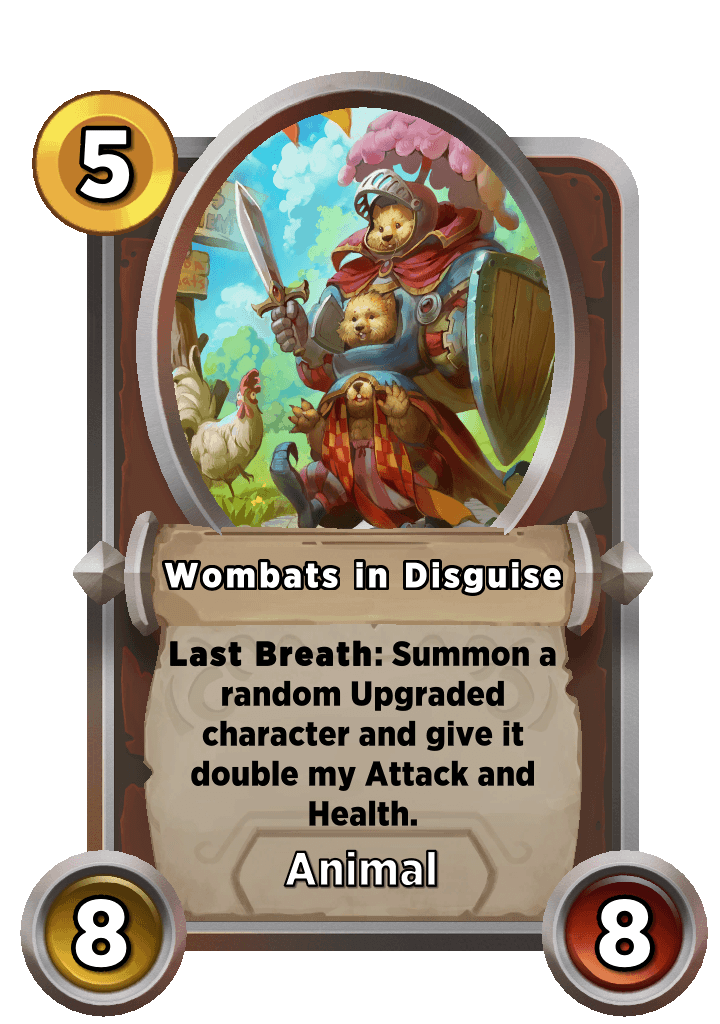 5
Wombats in Disguise
Last Breath: Summon a
random Upgraded
character and give it
double my Attack and
Health.
Animal
8
8